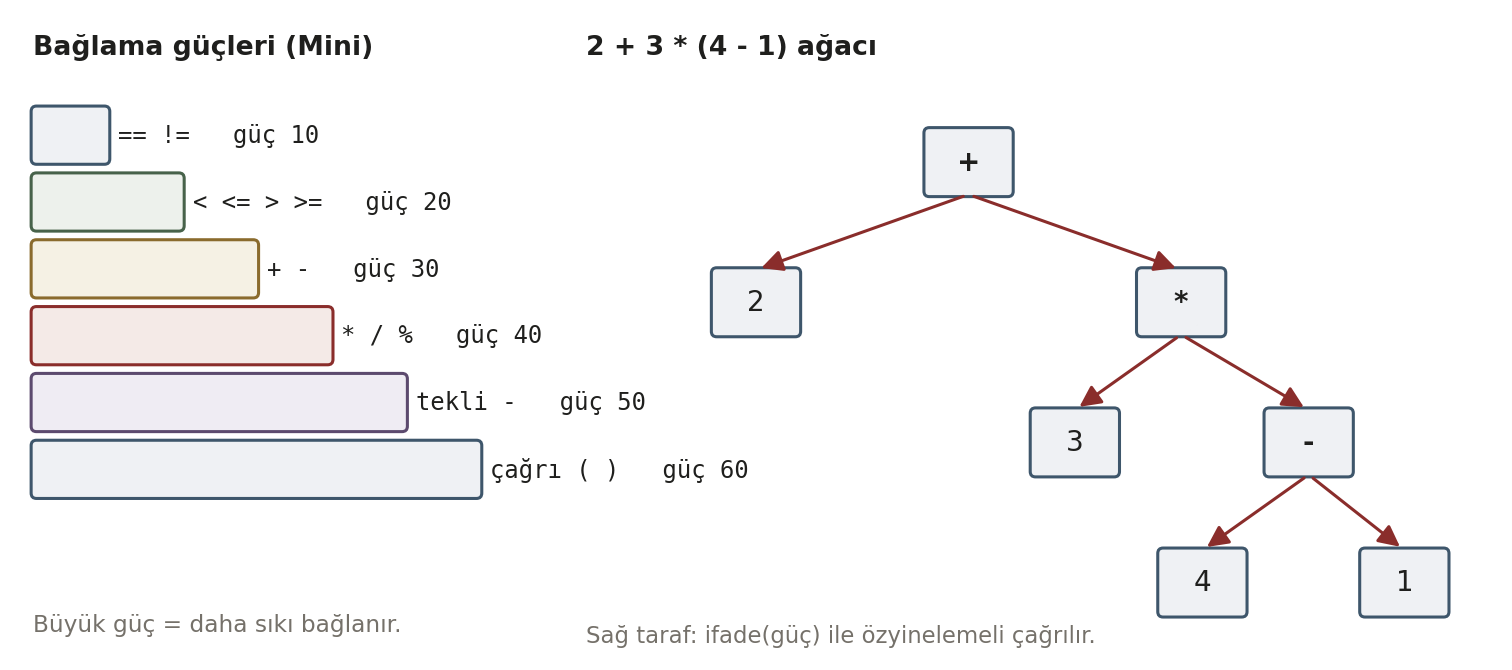 Bağlama güçleri (Mini)
== !=   güç 10
< <= > >=   güç 20
+ -   güç 30
* / %   güç 40
tekli -   güç 50
çağrı ( )   güç 60
Büyük güç = daha sıkı bağlanır.
2 + 3 * (4 - 1) ağacı
+
2
*
3
-
4
1
Sağ taraf: ifade(güç) ile özyinelemeli çağrılır.